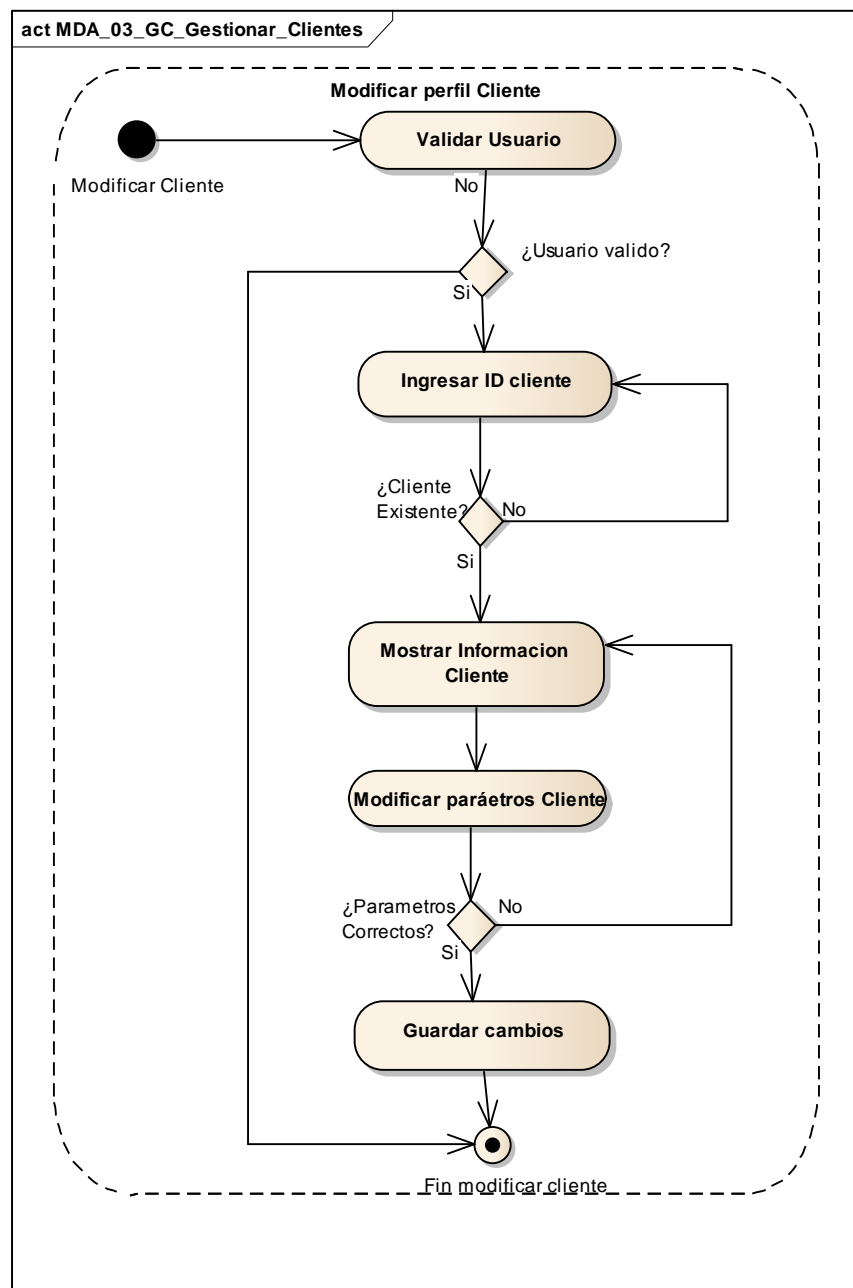 act MDA_03_GC_Gestionar_Clientes
Modificar perfil Cliente
Validar Usuario
Modificar Cliente
No
¿Usuario valido?
Si
Ingresar ID cliente
¿Cliente
Existente?
No
Si
Mostrar Informacion
Cliente
Modificar paráetros Cliente
¿Parametros
Correctos?
No
Si
Guardar cambios
Fin modificar cliente